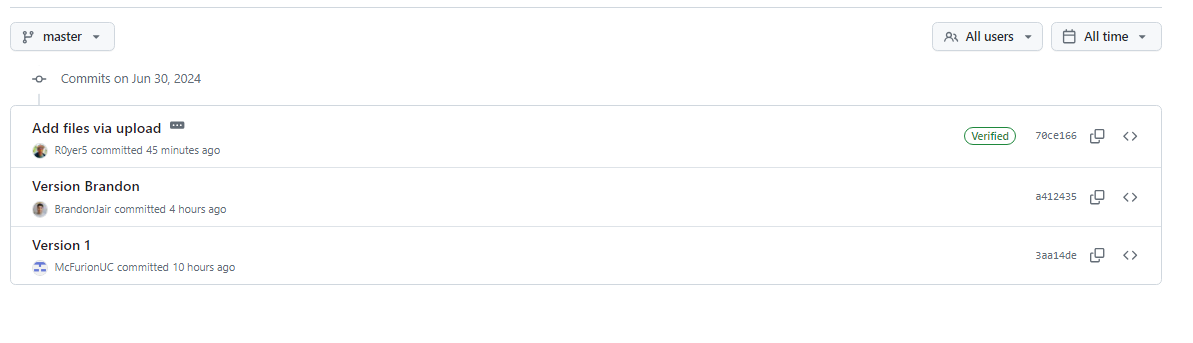 master All users All time
Commits on Jun 30, 2024
Add files via upload
R0yer5 committed 45 minutes ago
Verified 70ce166
Version Brandon
BrandonJair committed 4 hours ago
a412435
Version 1
McFurionUC committed 10 hours ago
3aa14de